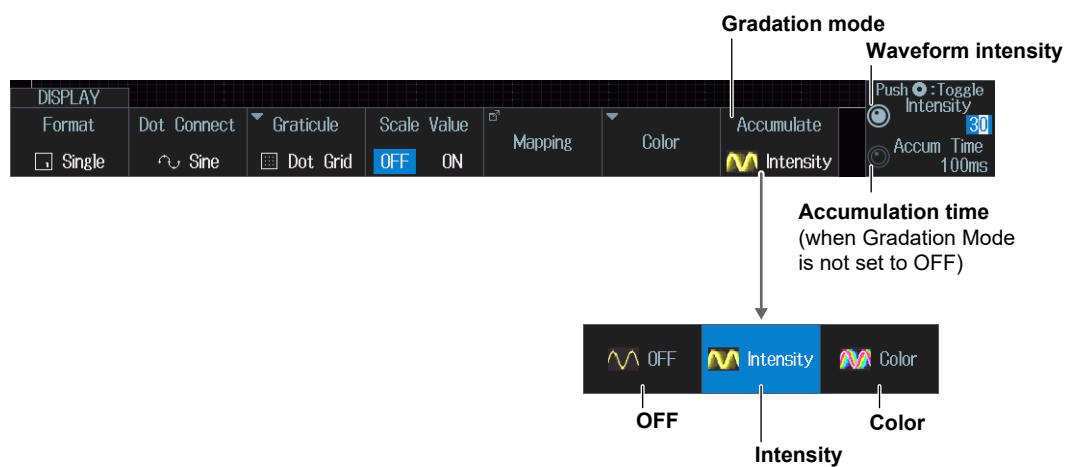 Gradation mode
Waveform intensity
DISPLAY
Format
Single
Dot Connect
Sine
Graticule
Dot Grid
Scale Value
OFF ON
Mapping
Color
Accumulate
Intensity
Push :Toggle
Intensity
30
Accum Time
100ms
Accumulation time
(when Gradation Mode
is not set to OFF)
OFF
Intensity
Color
OFF
Intensity
Color